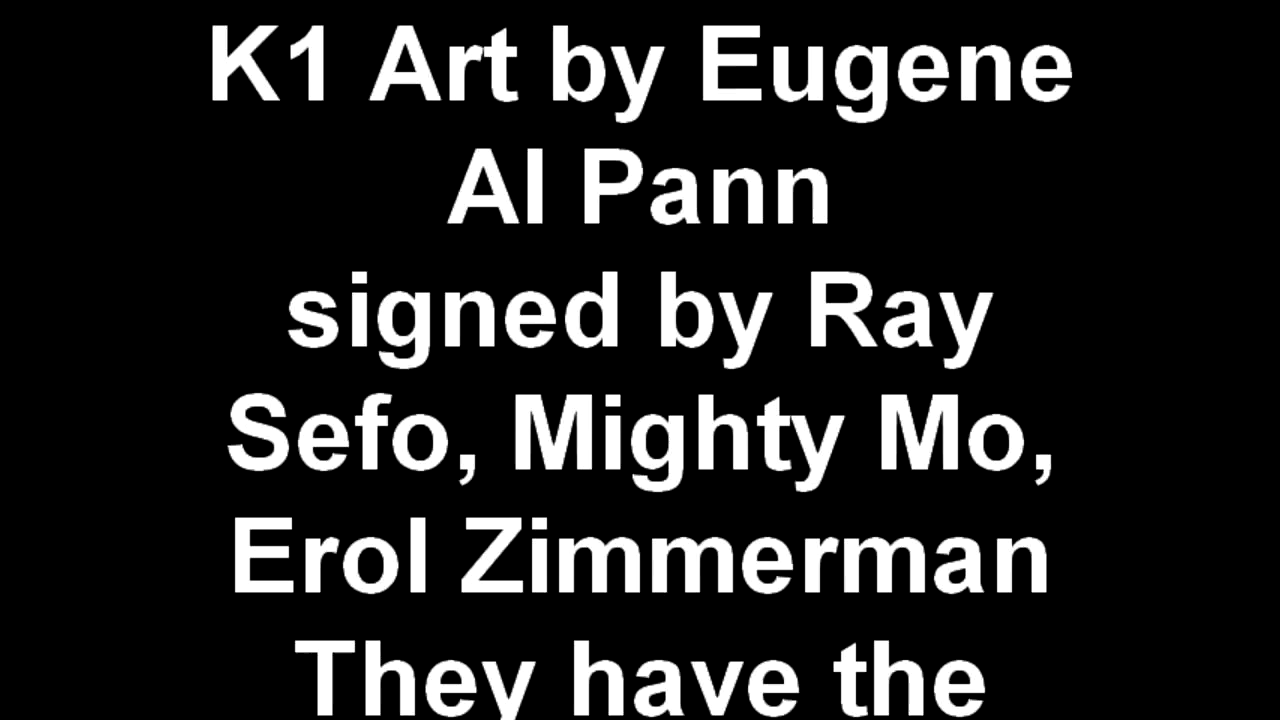 K1 Art by Eugene
Al Pann
signed by Ray
Sefo, Mighty Mo,
Erol Zimmerman
They have the